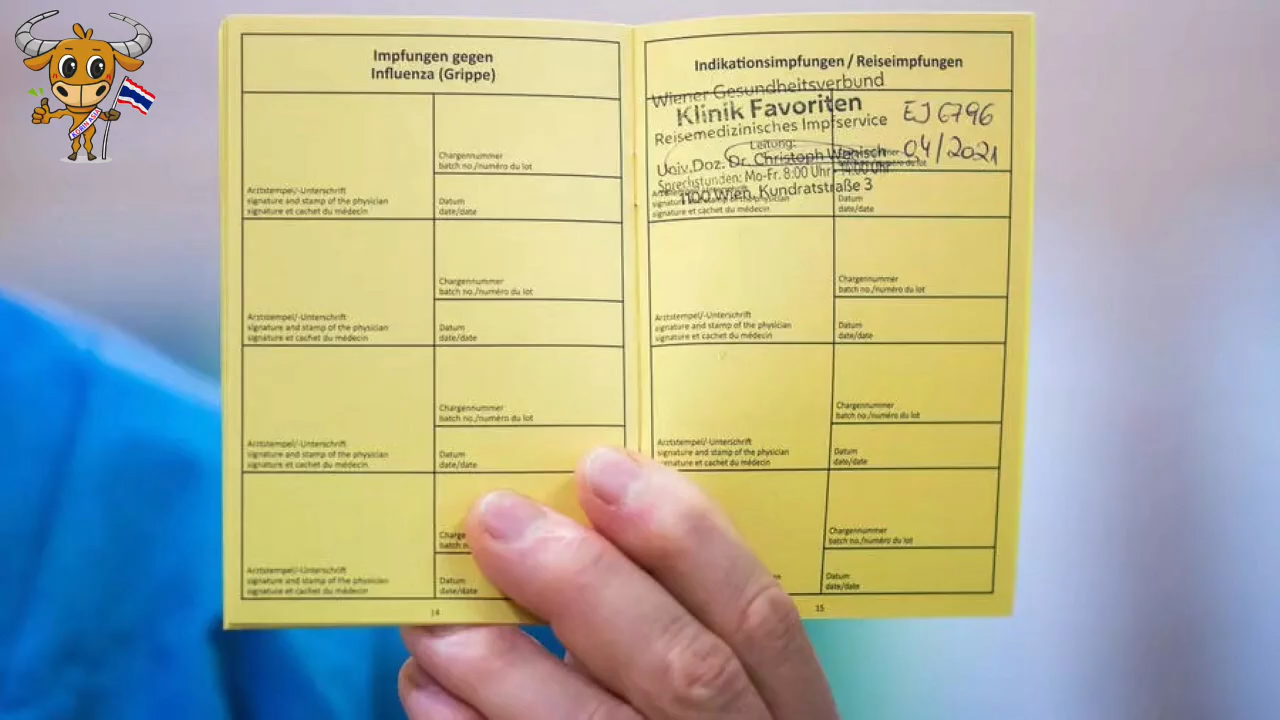 Impfungen gegen
Influenza (Grippe)
Chargennummer
batch no./numéro du lot
Arztstempel/-Unterschrift
signature and stamp of the physician
signature et cachet du médecin
Datum
date/date
Chargennummer
batch no./numéro du lot
Arztstempel/-Unterschrift
signature and stamp of the physician
signature et cachet du médecin
Datum
date/date
Chargennummer
batch no./numéro du lot
Arztstempel/-Unterschrift
signature and stamp of the physician
signature et cachet du médecin
Datum
date/date
Charge
batch n
Arztstempel/-Unterschrift
signature and stamp of the physician
signature et cachet du médecin
Datum
date/date
14
Indikationsimpfungen / Reiseimpfungen
Wiener Gesundheitsverbund
Klinik Favoriten
Reisemedizinisches Impfservice
Leitung:
Univ.Doz. Dr. Christoph Wenisch
Sprechstunden: Mo-Fr. 8:00 Uhr - 14:00 Uhr
1100 Wien, Kundratstraße 3
EJ6796
04/2021
signature et cachet du médecin
Datum
date/date
Chargennummer
batch no./numéro du lot
Arztstempel/-Unterschrift
signature and stamp of the physician
signature et cachet du médecin
Datum
date/date
Chargennummer
batch no./numéro du lot
Arztstempel/-Unterschrift
signature and stamp of the physician
gnature et cachet du médecin
Datum
date/date
Chargennummer
batch no./numéro du lot
Datum
date/date
15